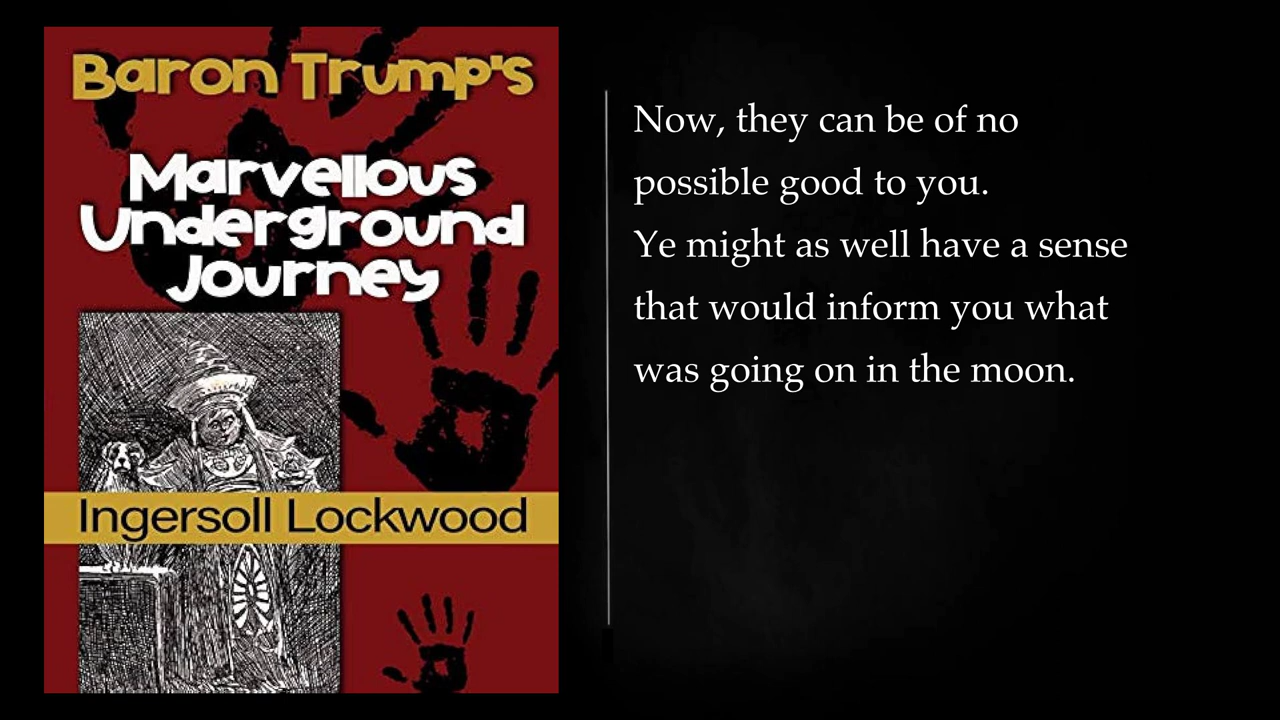 Baron Trump's
Marvellous
Underground
Journey
Ingersoll Lockwood
Now, they can be of no
possible good to you.
Ye might as well have a sense
that would inform you what
was going on in the moon.